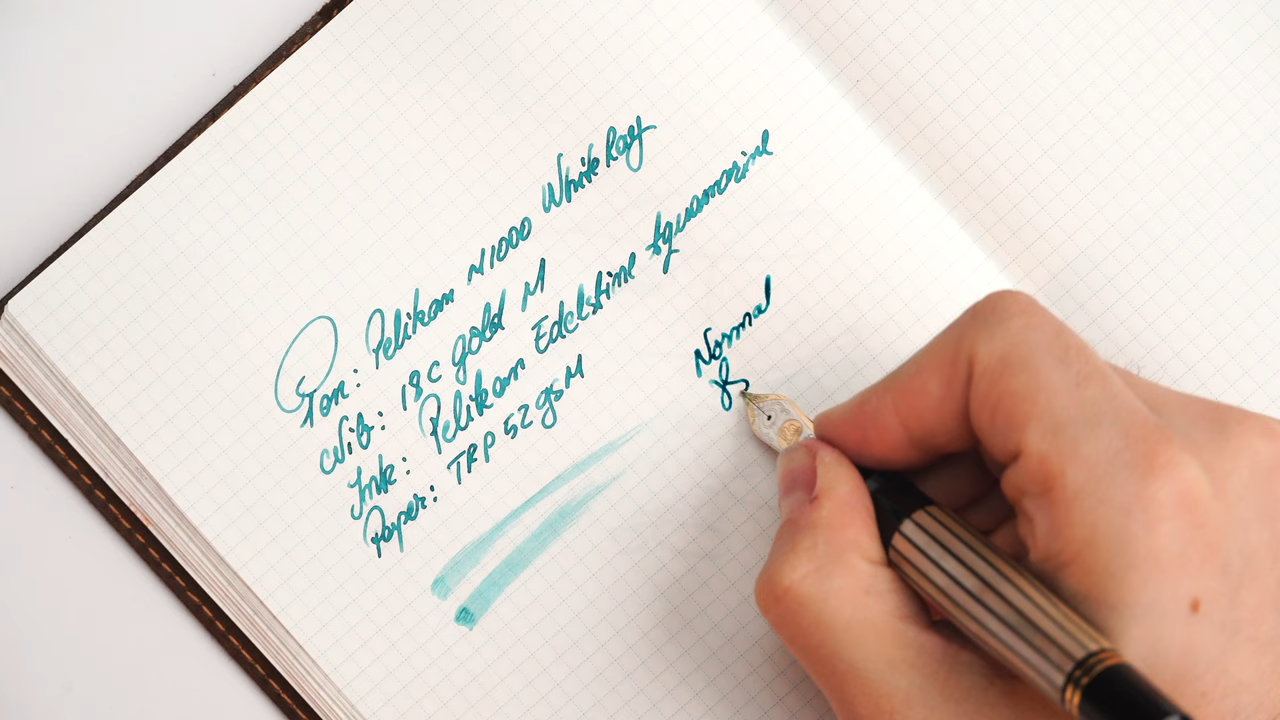 Pen: Pelikan M1000 White Ray
Nib: 18C gold M
Ink: Pelikan Edelstine Aquamarine
Paper: TRP 52gsM
Normal